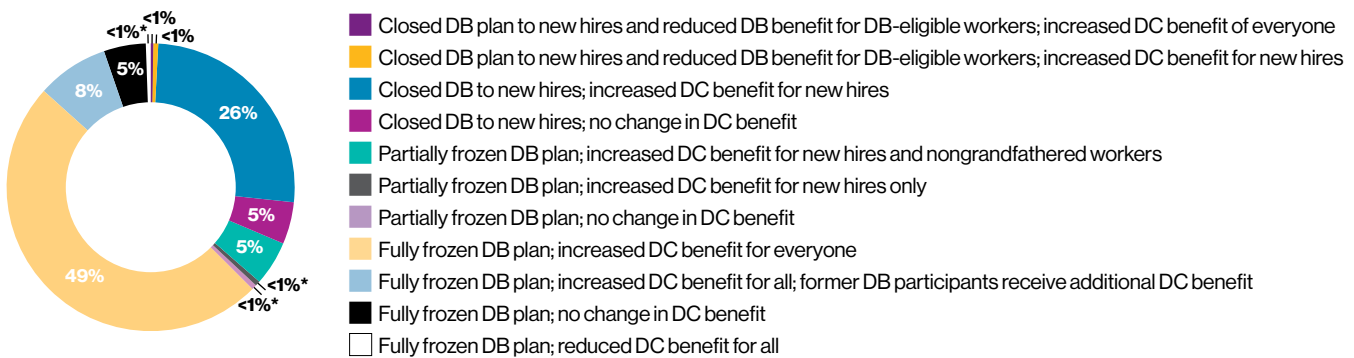 <1%
<1%*
<1%
5%
8%
26%
5%
5%
49%
<1%*
<1%*
Closed DB plan to new hires and reduced DB benefit for DB-eligible workers; increased DC benefit of everyone
Closed DB plan to new hires and reduced DB benefit for DB-eligible workers; increased DC benefit for new hires
Closed DB to new hires; increased DC benefit for new hires
Closed DB to new hires; no change in DC benefit
Partially frozen DB plan; increased DC benefit for new hires and nongrandfathered workers
Partially frozen DB plan; increased DC benefit for new hires only
Partially frozen DB plan; no change in DC benefit
Fully frozen DB plan; increased DC benefit for everyone
Fully frozen DB plan; increased DC benefit for all; former DB participants receive additional DC benefit
Fully frozen DB plan; no change in DC benefit
Fully frozen DB plan; reduced DC benefit for all